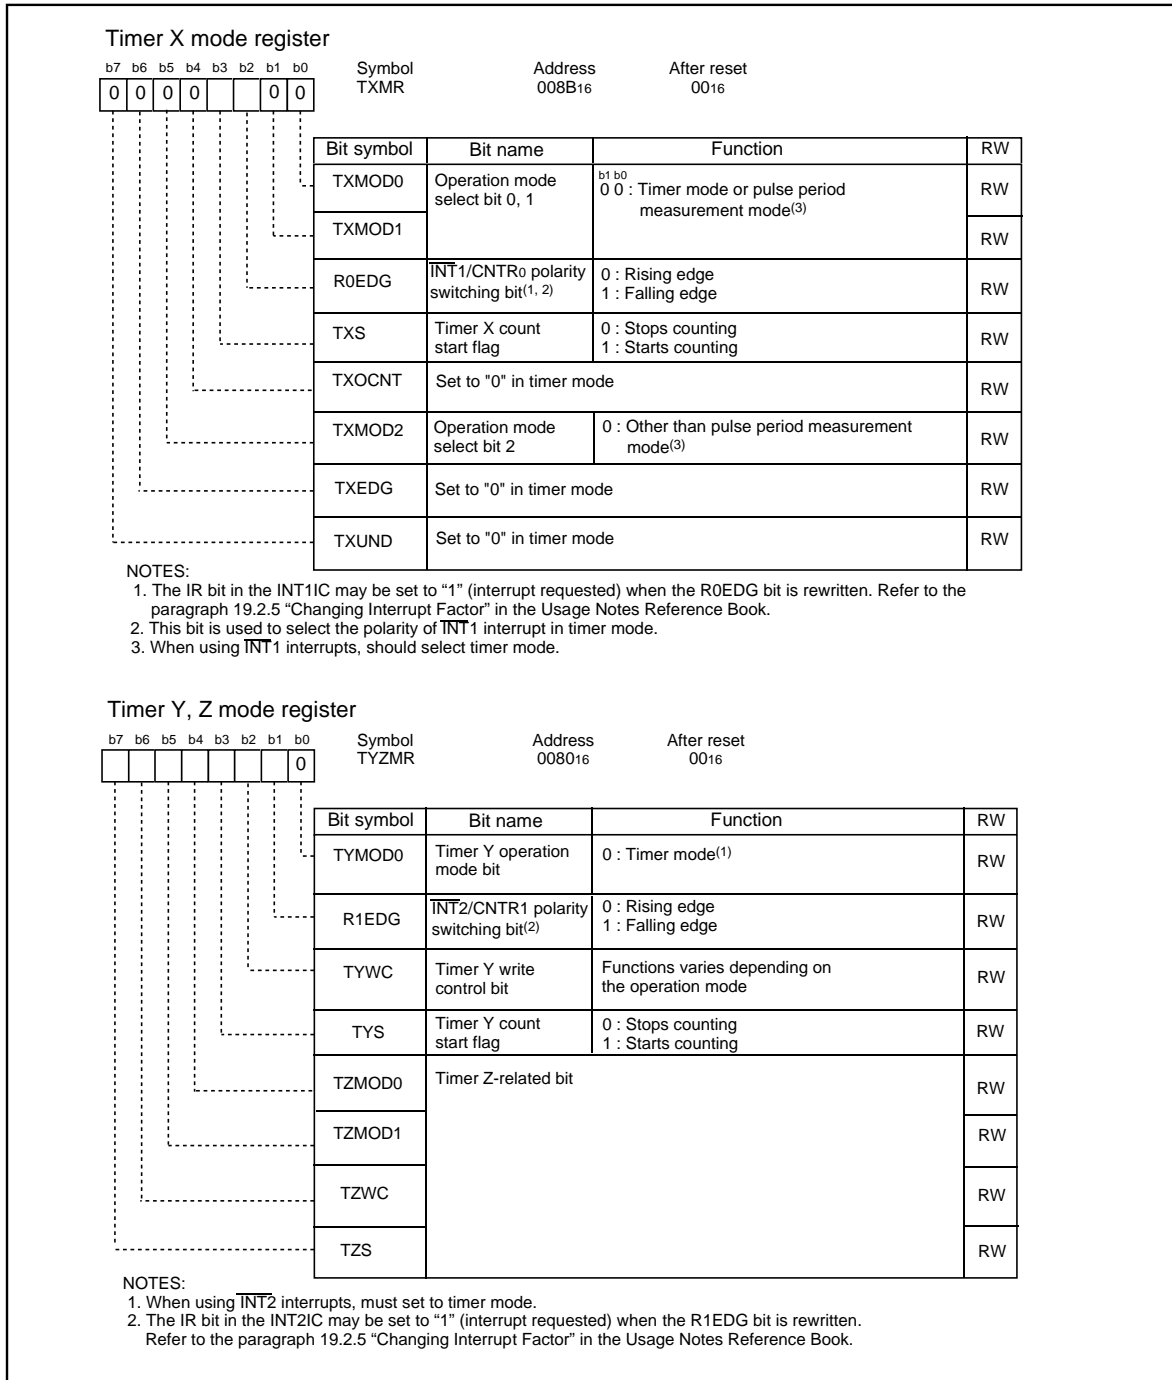 Timer X mode register
b7 b6 b5 b4 b3 b2 b1 b0
Symbol Address After reset
TXMR 008B16 0016
0 0 0 0 0 0
Bit symbol Bit name Function RW
TXMOD0 Operation mode select bit 0, 1
b1 b0
0 0 : Timer mode or pulse period
measurement mode(3)
RW
TXMOD1 RW
R0EDG
INT1/CNTR0 polarity
switching bit(1, 2)
0 : Rising edge
1 : Falling edge
RW
TXS
Timer X count
start flag
0 : Stops counting
1 : Starts counting
RW
TXOCNT Set to "0" in timer mode RW
TXMOD2
Operation mode
select bit 2
0 : Other than pulse period measurement
mode(3)
RW
TXEDG Set to "0" in timer mode RW
TXUND Set to "0" in timer mode RW
NOTES:
1. The IR bit in the INT1IC may be set to “1” (interrupt requested) when the R0EDG bit is rewritten. Refer to the
paragraph 19.2.5 “Changing Interrupt Factor” in the Usage Notes Reference Book.
2. This bit is used to select the polarity of INT1 interrupt in timer mode.
3. When using INT1 interrupts, should select timer mode.
Timer Y, Z mode register
b7 b6 b5 b4 b3 b2 b1 b0
Symbol Address After reset
TYZMR 008016 0016
0
Bit symbol Bit name Function RW
TYMOD0
Timer Y operation
mode bit
0 : Timer mode(1)
RW
R1EDG
INT2/CNTR1 polarity
switching bit(2)
0 : Rising edge
1 : Falling edge
RW
TYWC
Timer Y write
control bit
Functions varies depending on
the operation mode
RW
TYS
Timer Y count
start flag
0 : Stops counting
1 : Starts counting
RW
TZMOD0 Timer Z-related bit RW
TZMOD1 RW
TZWC RW
TZS RW
NOTES:
1. When using INT2 interrupts, must set to timer mode.
2. The IR bit in the INT2IC may be set to “1” (interrupt requested) when the R1EDG bit is rewritten.
Refer to the paragraph 19.2.5 “Changing Interrupt Factor” in the Usage Notes Reference Book.